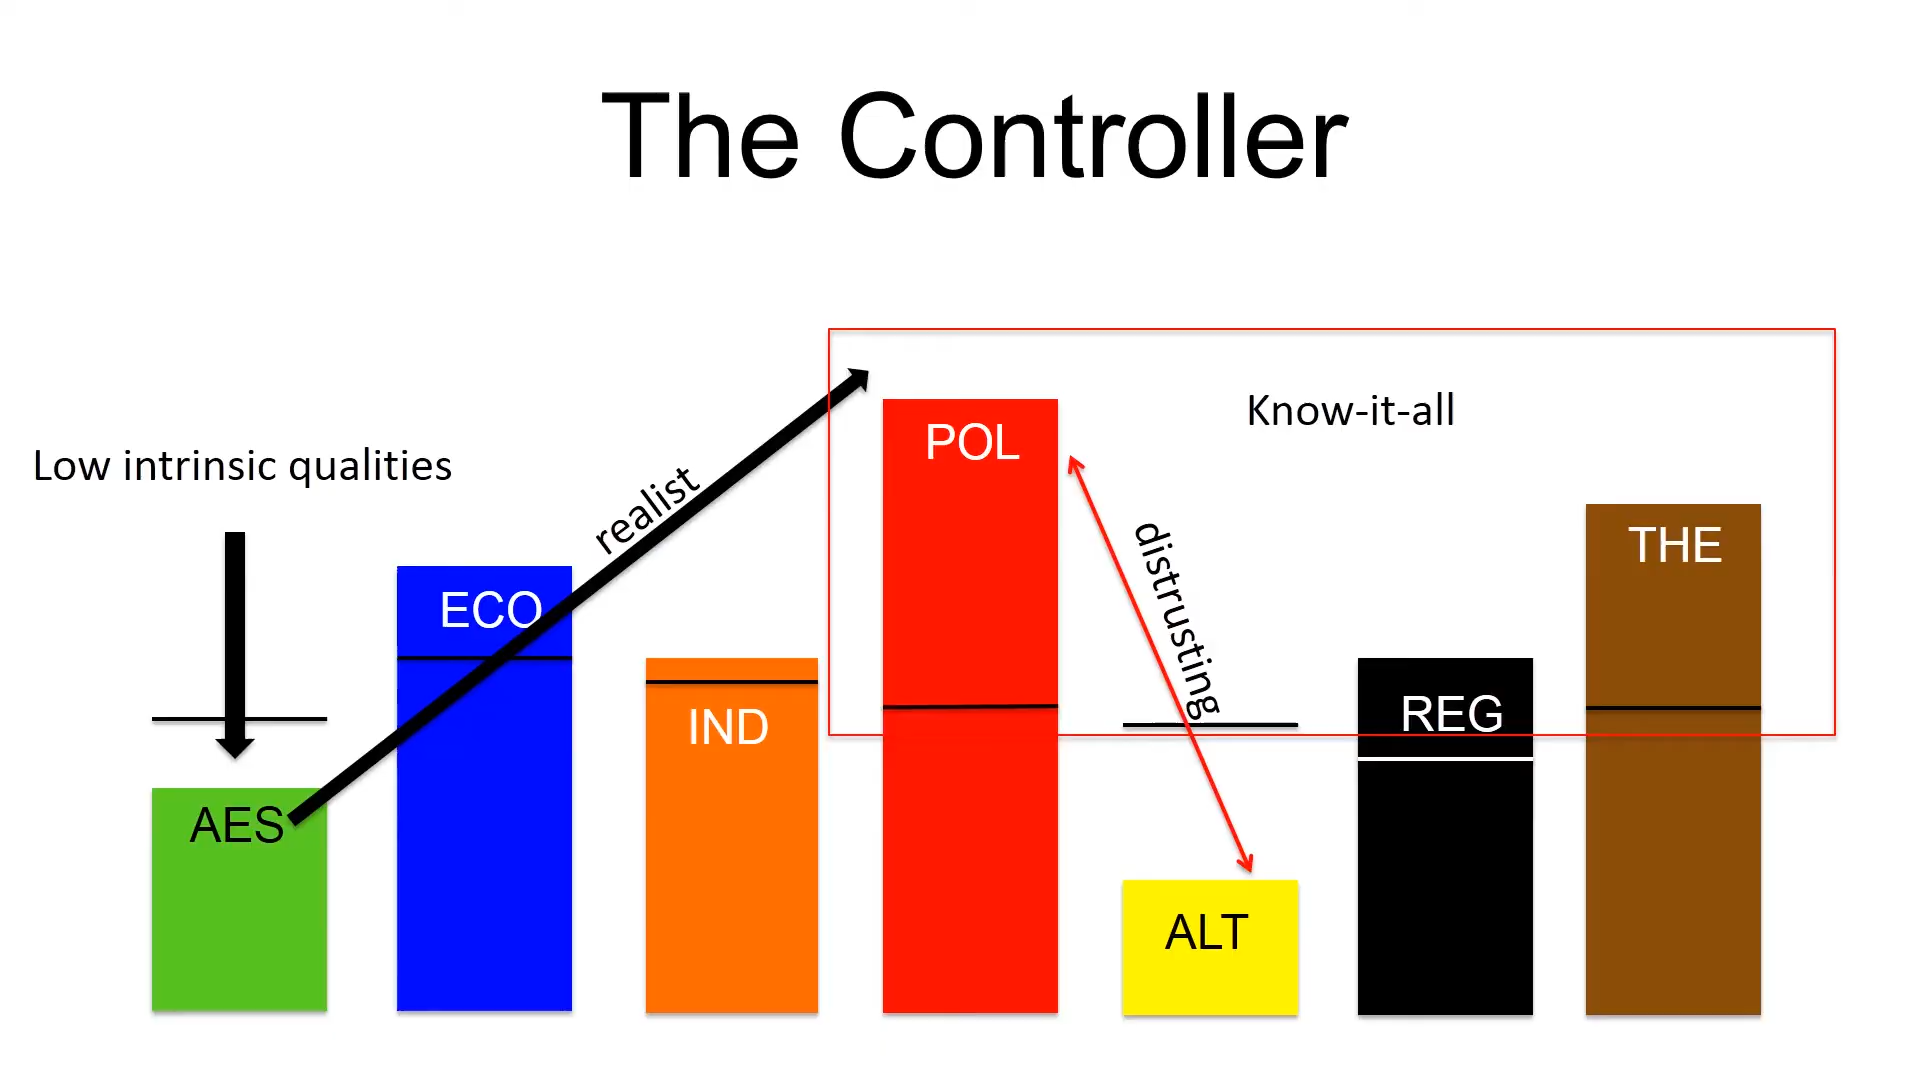 The Controller
Know-it-all
Low intrinsic qualities
realist
distrusting
AES
ECO
IND
POL
ALT
REG
THE